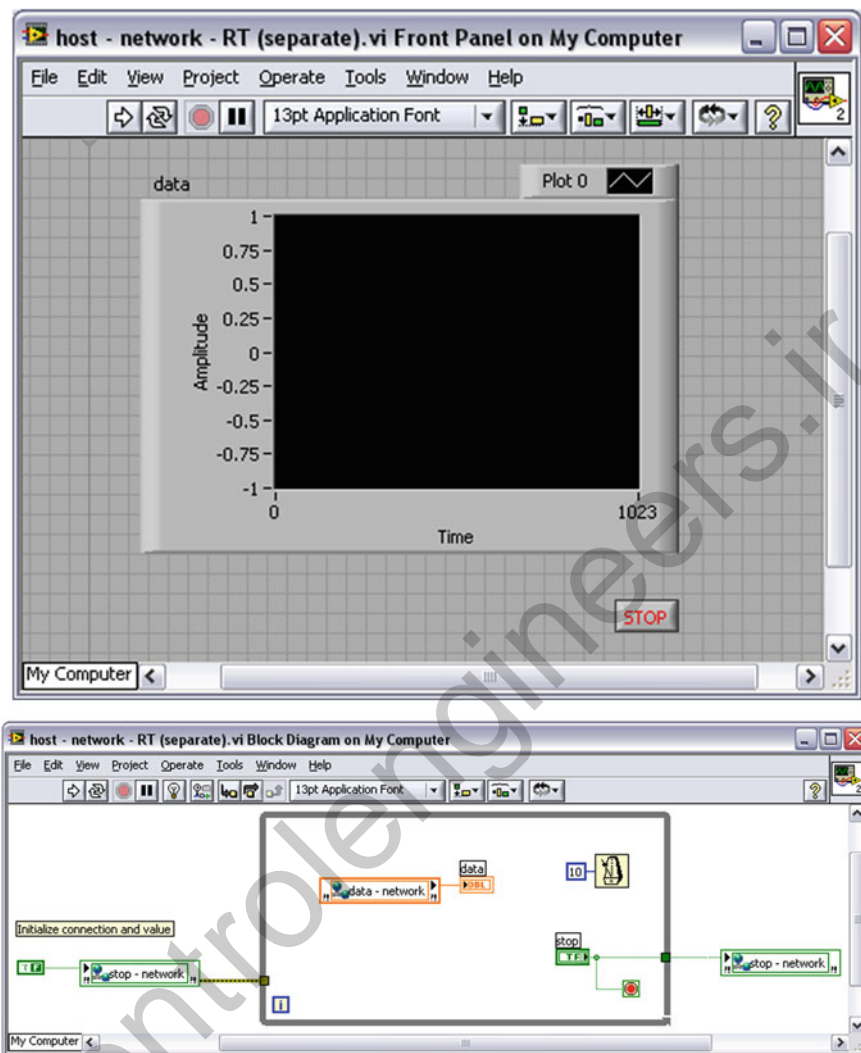 host - network - RT (separate).vi Front Panel on My Computer
File Edit View Project Operate Tools Window Help
13pt Application Font
2
data
Plot 0
1
0.75
0.5
0.25
0
-0.25
-0.5
-0.75
-1
Amplitude
0 1023
Time
STOP
My Computer
host - network - RT (separate).vi Block Diagram on My Computer
File Edit View Project Operate Tools Window Help
13pt Application Font
2
data
data - network
DBL
10
Initialize connection and value
stop
TF
T F
stop - network
stop - network
i
My Computer
controlengineers.ir